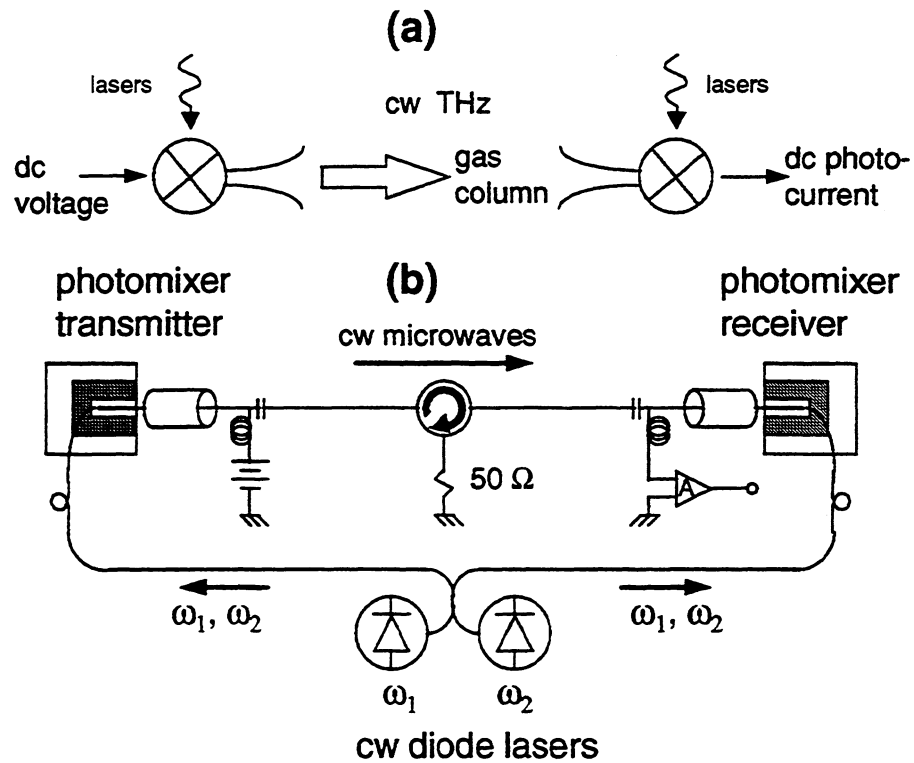 (a)
lasers
lasers
cw THz
dc
voltage
gas
column
dc photo-
current
photomixer
transmitter
(b)
photomixer
receiver
cw microwaves
50 Ω
A
ω1, ω2
ω1, ω2
ω1
ω2
cw diode lasers